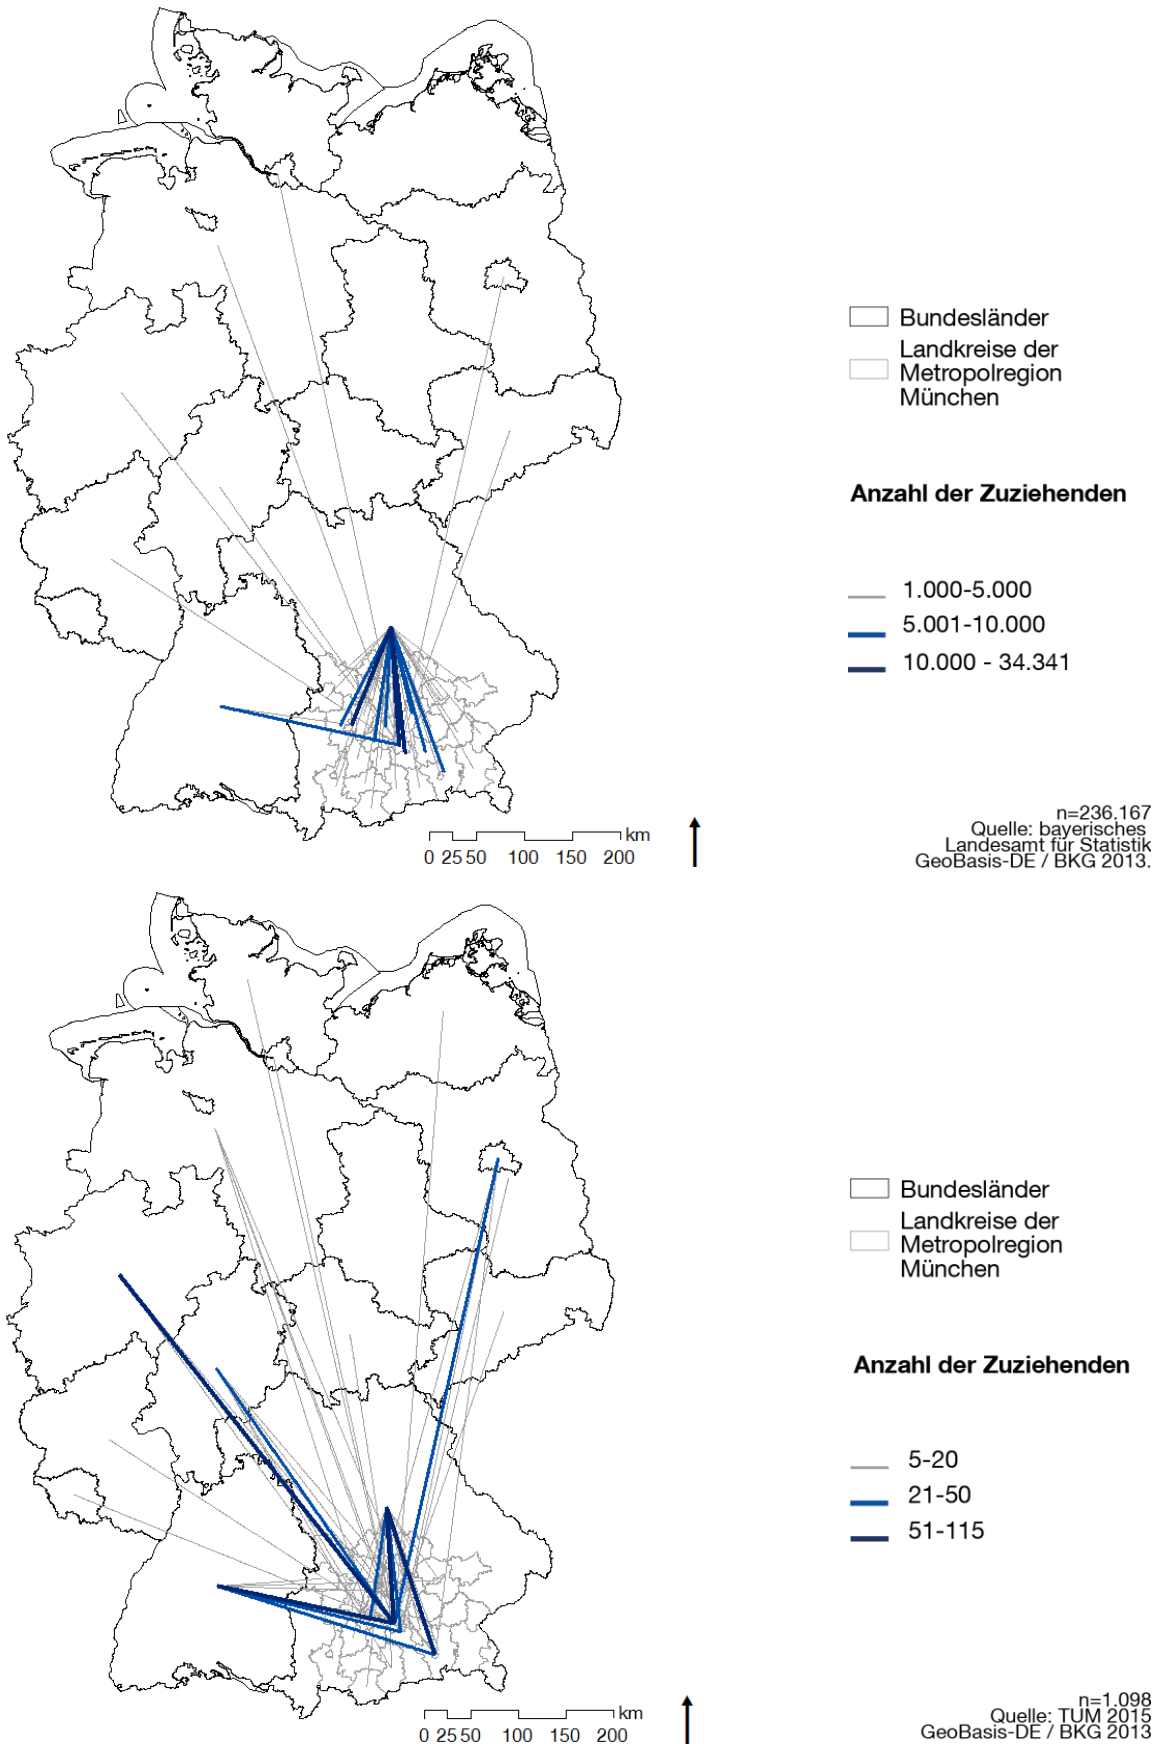 Bundesländer
Landkreise der
Metropolregion
München
Anzahl der Zuziehenden
1.000-5.000
5.001-10.000
10.000 - 34.341
n=236.167
Quelle: bayerisches
Landesamt für Statistik
GeoBasis-DE / BKG 2013.
km
0 25 50 100 150 200
Bundesländer
Landkreise der
Metropolregion
München
Anzahl der Zuziehenden
5-20
21-50
51-115
n=1.098
Quelle: TUM 2015
GeoBasis-DE / BKG 2013
km
0 25 50 100 150 200